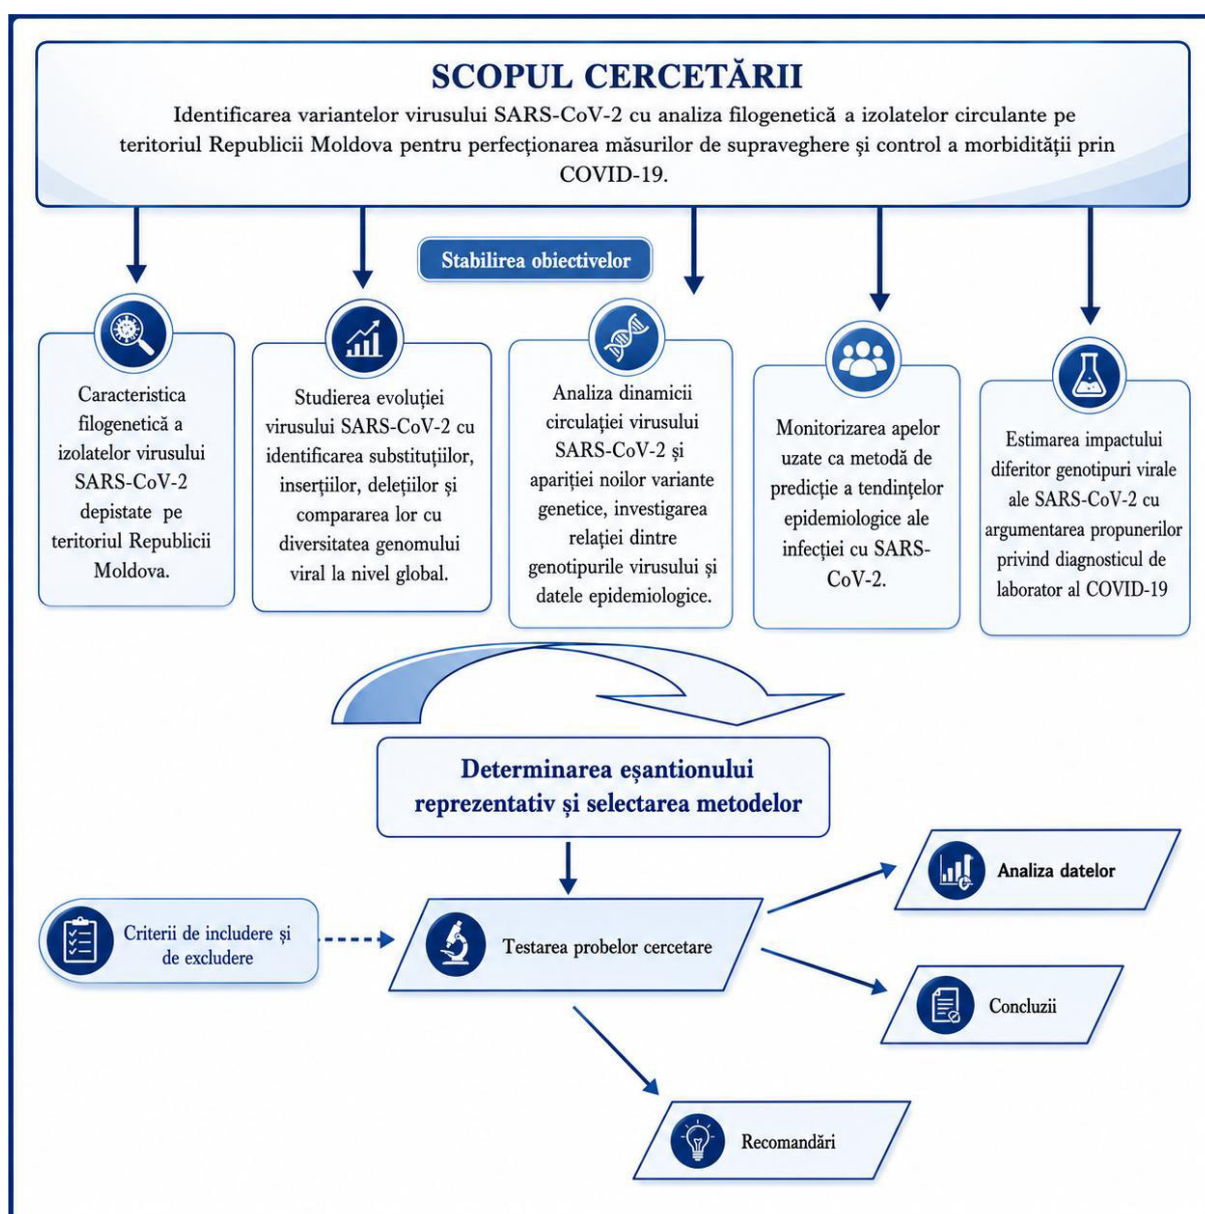 SCOPUL CERCETĂRII
Identificarea variantelor virusului SARS-CoV-2 cu analiza filogenetică a izolatelor circulante pe
teritoriul Republicii Moldova pentru perfecționarea măsurilor de supraveghere și control a morbidității prin
COVID-19.
Stabilirea obiectivelor
Caracteristica
filogenetică a
izolatelor virusului
SARS-CoV-2
depistate pe
teritoriul Republicii
Moldova.
Studierea evoluției
virusului SARS-CoV-2 cu
identificarea substituțiilor,
inserțiilor, delețiilor și
compararea lor cu
diversitatea genomului
viral la nivel global.
Analiza dinamicii
circulației virusului
SARS-CoV-2 și
apariției noilor variante
genetice, investigarea
relației dintre
genotipurile virusului și
datele epidemiologice.
Monitorizarea apelor
uzate ca metodă de
predicție a tendințelor
epidemiologice ale
infecției cu SARS-
CoV-2.
Estimarea impactului
diferitor genotipuri virale
ale SARS-CoV-2 cu
argumentarea propunerilor
privind diagnosticul de
laborator al COVID-19
Determinarea eșantionului
reprezentativ și selectarea metodelor
Criterii de includere și
de excludere
Testarea probelor cercetare
Analiza datelor
Concluzii
Recomandări